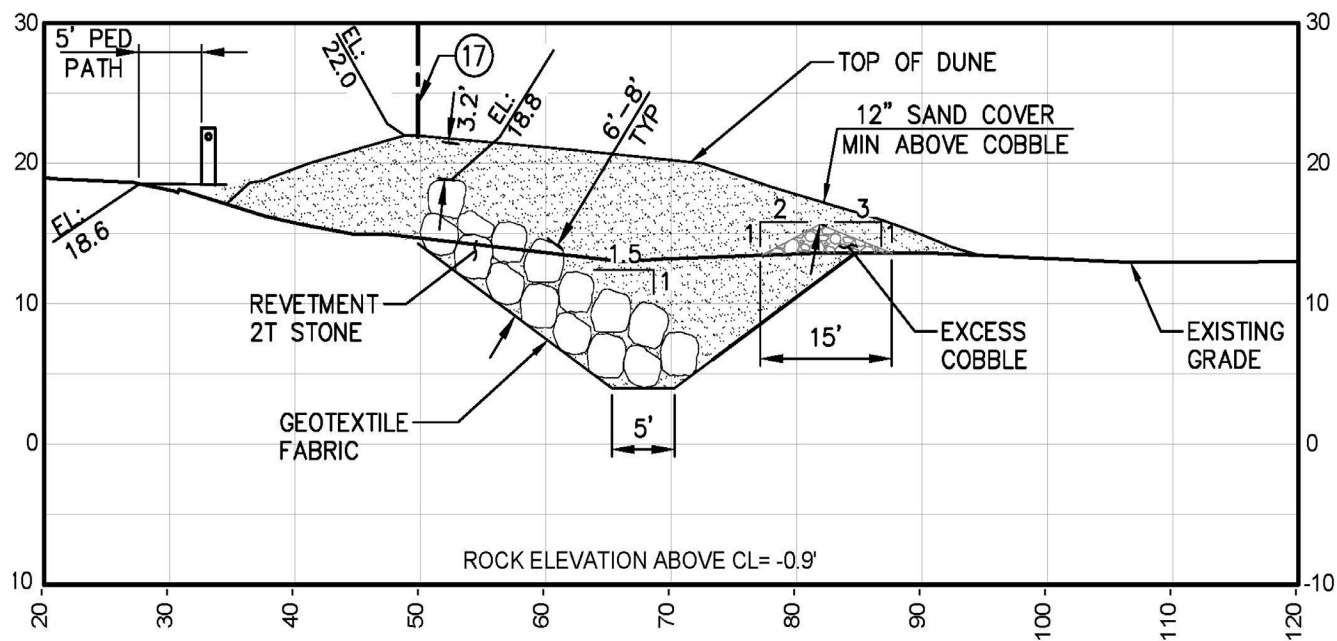 30
30
5' PED
PATH
EL:
22.0
17
3.2'
EL:
18.8
6'-8'
TYP
TOP OF DUNE
12" SAND COVER
MIN ABOVE COBBLE
20
20
EL:
18.6
2
3
1
1
1.5
1
REVETMENT
2T STONE
10
10
15'
EXCESS
COBBLE
EXISTING
GRADE
GEOTEXTILE
FABRIC
5'
0
0
ROCK ELEVATION ABOVE CL= -0.9'
10
-10
20
30
40
50
60
70
80
90
100
110
120